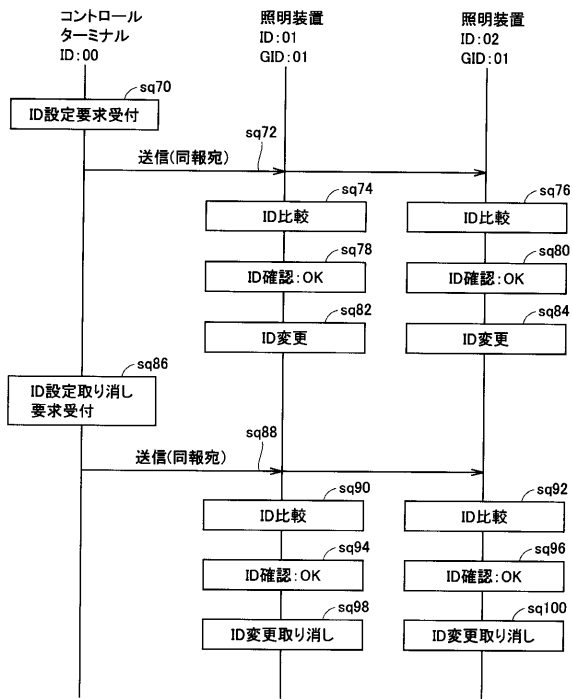 コントロール
ターミナル
ID:00
照明装置
ID:01
GID:01
照明装置
ID:02
GID:01
sq70
ID設定要求受付
sq72
送信(同報宛)
sq74
ID比較
sq76
ID比較
sq78
ID確認:OK
sq80
ID確認:OK
sq82
ID変更
sq84
ID変更
sq86
ID設定取り消し
要求受付
sq88
送信(同報宛)
sq90
ID比較
sq92
ID比較
sq94
ID確認:OK
sq96
ID確認:OK
sq98
ID変更取り消し
sq100
ID変更取り消し